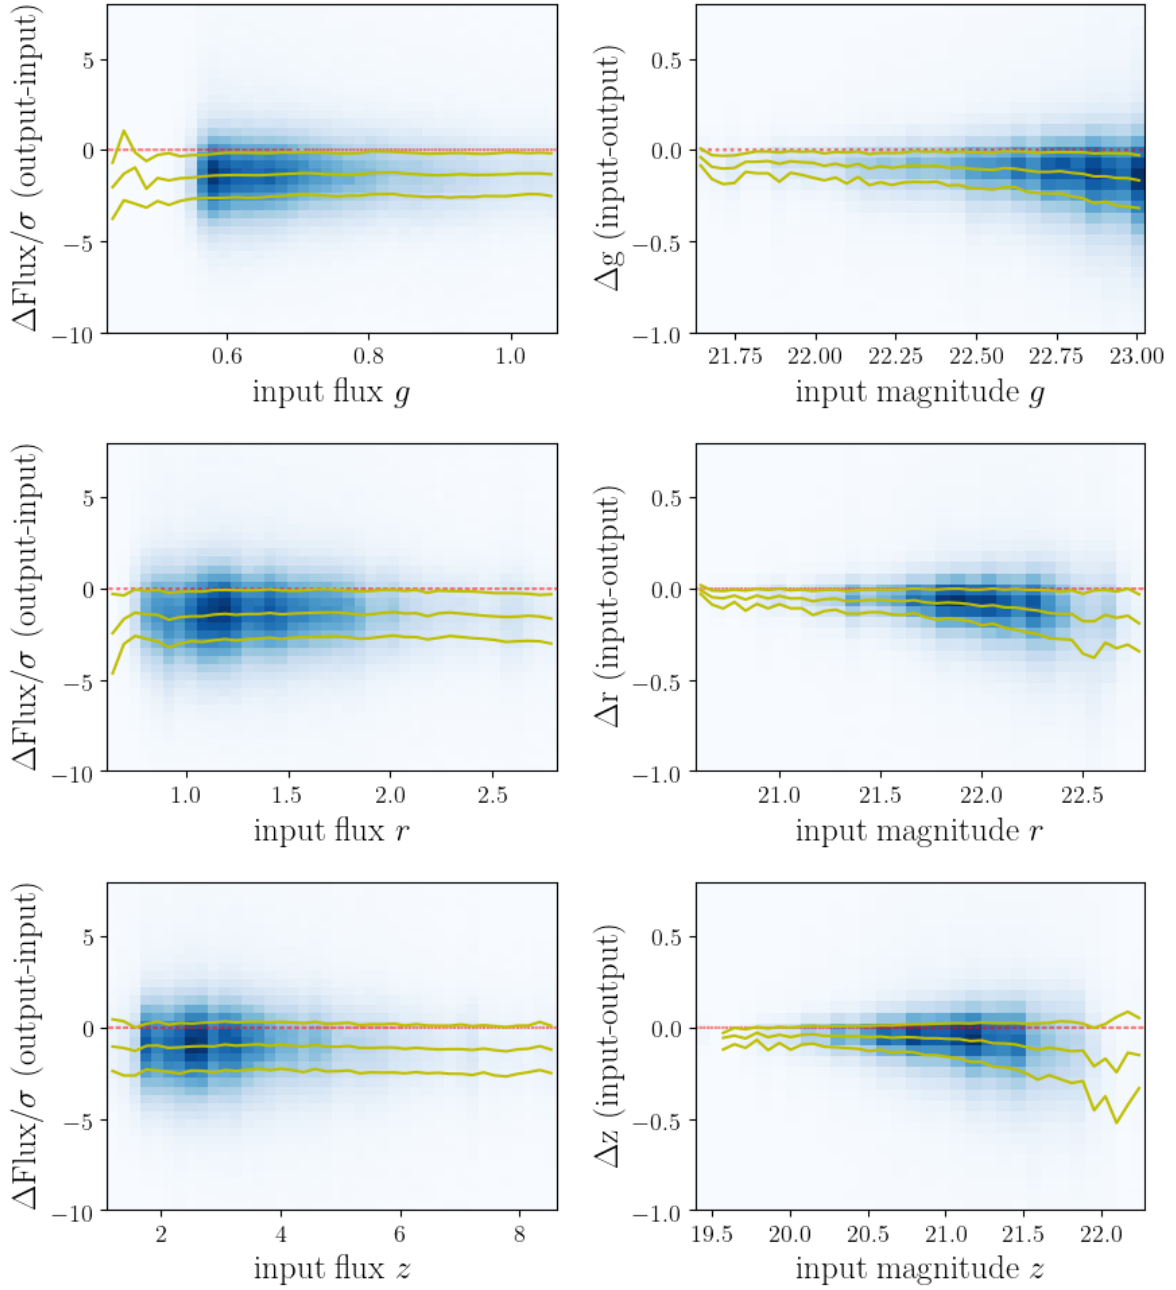 ΔFlux/σ (output-input)
5
0
−5
−10
0.6 0.8 1.0
input flux g
Δg (input-output)
0.5
0.0
−0.5
−1.0
21.75 22.00 22.25 22.50 22.75 23.00
input magnitude g
ΔFlux/σ (output-input)
5
0
−5
−10
1.0 1.5 2.0 2.5
input flux r
Δr (input-output)
0.5
0.0
−0.5
−1.0
21.0 21.5 22.0 22.5
input magnitude r
ΔFlux/σ (output-input)
5
0
−5
−10
2 4 6 8
input flux z
Δz (input-output)
0.5
0.0
−0.5
−1.0
19.5 20.0 20.5 21.0 21.5 22.0
input magnitude z